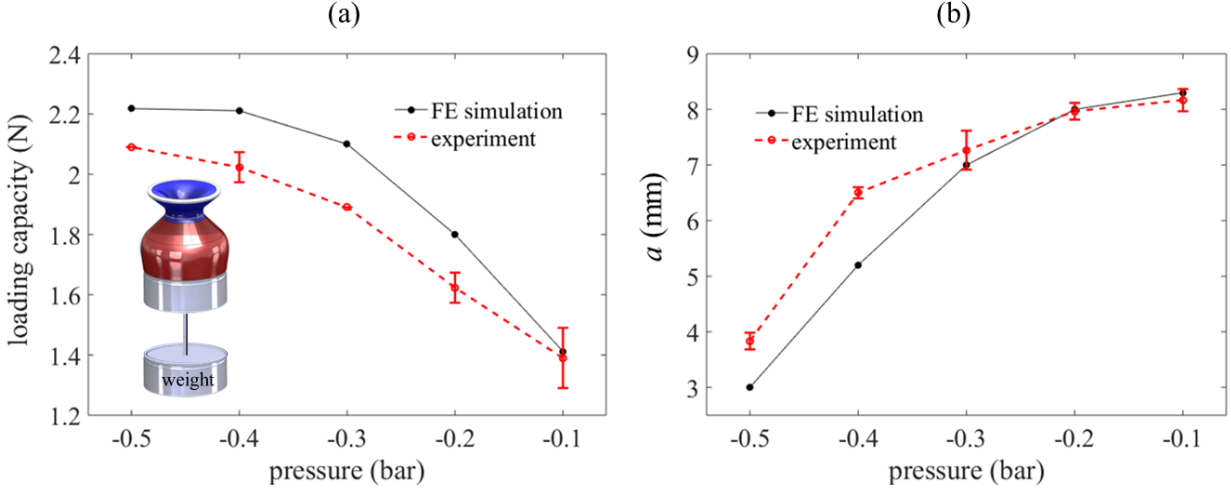 (a)
2.4
2.2
2
1.8
1.6
1.4
1.2
loading capacity (N)
FE simulation
experiment
weight
-0.5 -0.4 -0.3 -0.2 -0.1
pressure (bar)
(b)
9
8
7
6
5
4
3
a (mm)
FE simulation
experiment
-0.5 -0.4 -0.3 -0.2 -0.1
pressure (bar)